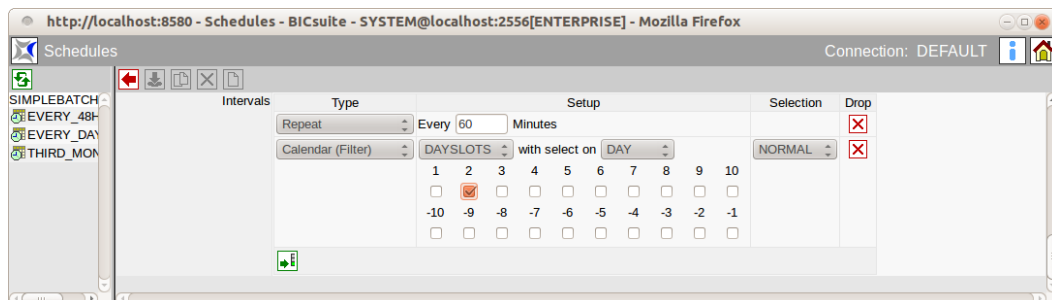 http://localhost:8580 - Schedules - BICsuite - SYSTEM@localhost:2556[ENTERPRISE] - Mozilla Firefox
Schedules Connection: DEFAULT
SIMPLEBATCH
EVERY_48H
EVERY_DAY
THIRD_MON
Intervals Type Setup Selection Drop
Repeat Every 60 Minutes
Calendar (Filter) DAYSLOTS with select on DAY NORMAL
1 2 3 4 5 6 7 8 9 10
-10 -9 -8 -7 -6 -5 -4 -3 -2 -1